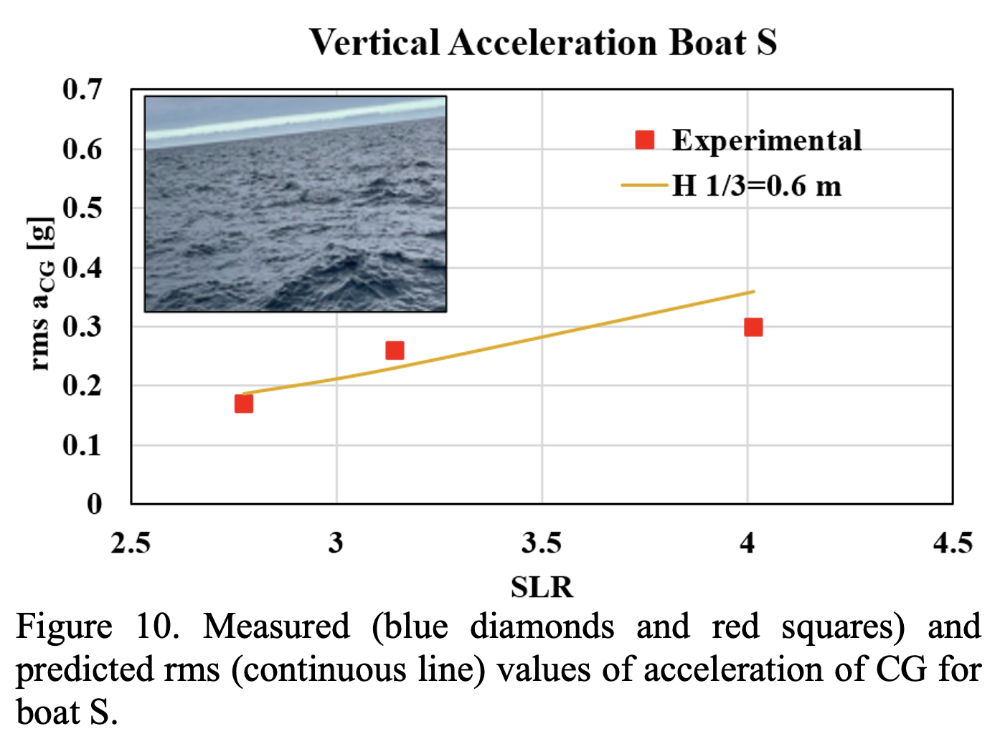 Vertical Acceleration Boat S
0.7
0.6
0.5
0.4
0.3
0.2
0.1
0
rms aCG [g]
Experimental
H 1/3=0.6 m
2.5 3 3.5 4 4.5
SLR
Figure 10. Measured (blue diamonds and red squares) and
predicted rms (continuous line) values of acceleration of CG for
boat S.